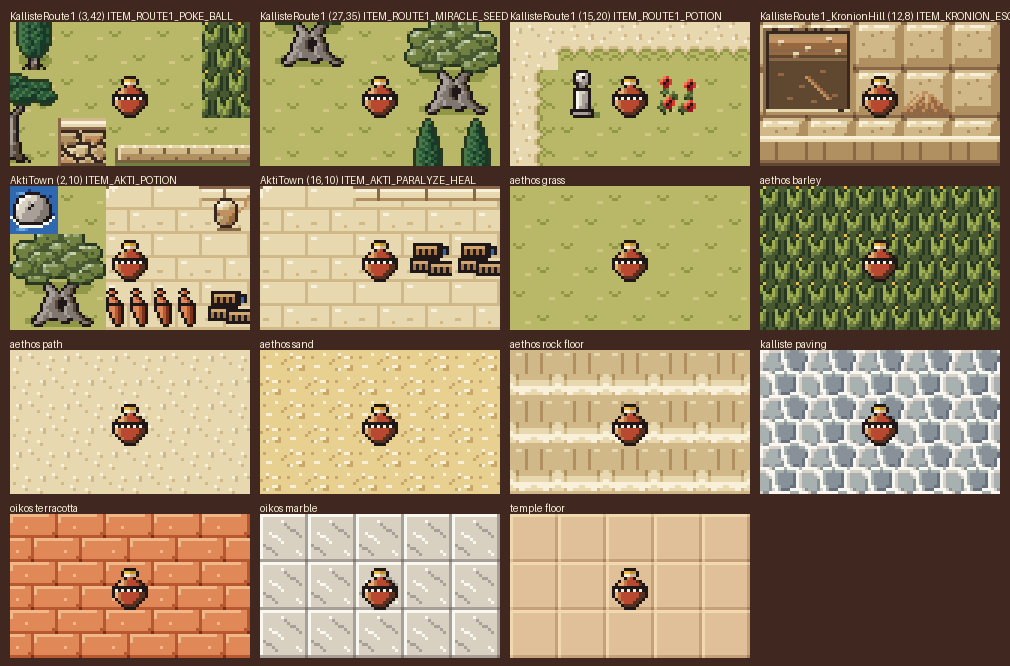 KallisteRoute1 (3,42) ITEM_ROUTE1_POKE_BALL
KallisteRoute1 (27,35) ITEM_ROUTE1_MIRACLE_SEED
KallisteRoute1 (15,20) ITEM_ROUTE1_POTION
KallisteRoute1_KronionHill (12,8) ITEM_KRONION_ESC
AktiTown (2,10) ITEM_AKTI_POTION
AktiTown (16,10) ITEM_AKTI_PARALYZE_HEAL
aethos grass
aethos barley
aethos path
aethos sand
aethos rock floor
kalliste paving
oikos terracotta
oikos marble
temple floor